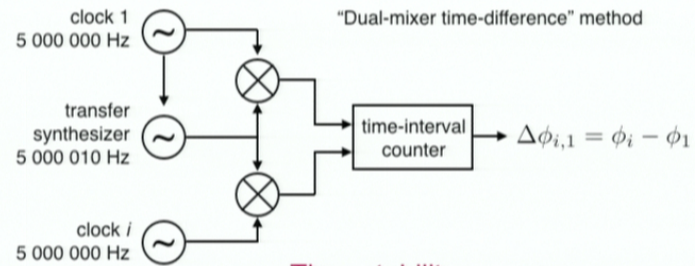 "Dual-mixer time-difference" method
clock 1
5 000 000 Hz
transfer
synthesizer
5 000 010 Hz
time-interval
counter
Δϕi,1 = ϕi − ϕ1
clock i
5 000 000 Hz